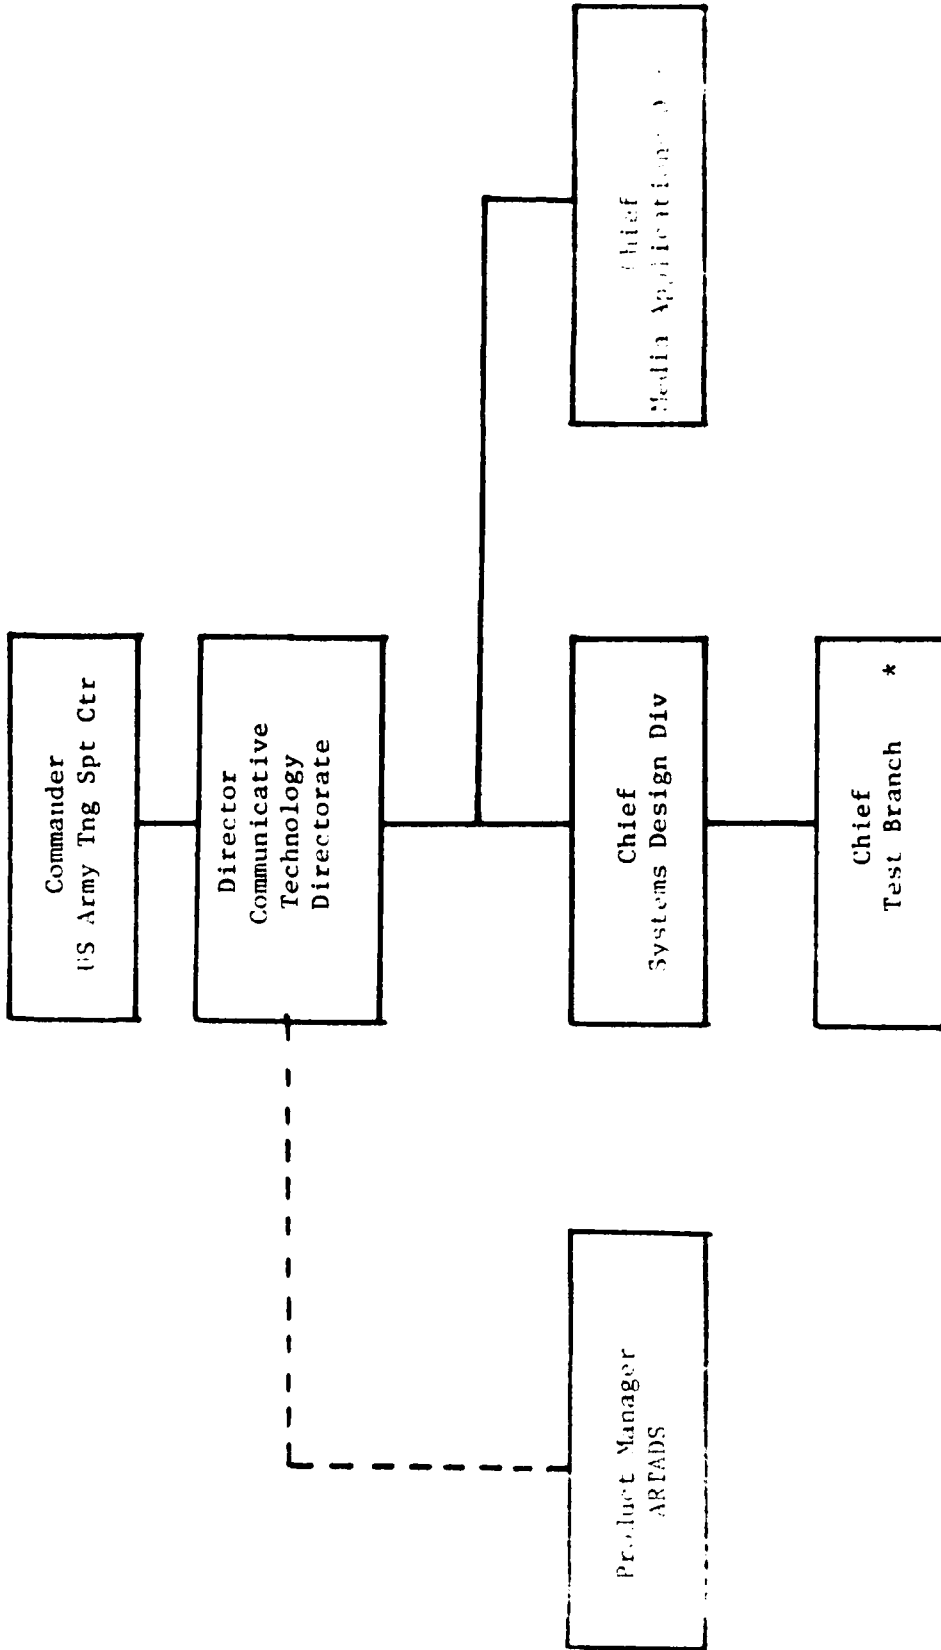 Commander
US Army Tng Spt Ctr
Director
Communicative
Technology
Directorate
Product Manager
ARTADS
Chief
Systems Design Div
Chief
Media Applications
Chief
Test Branch *